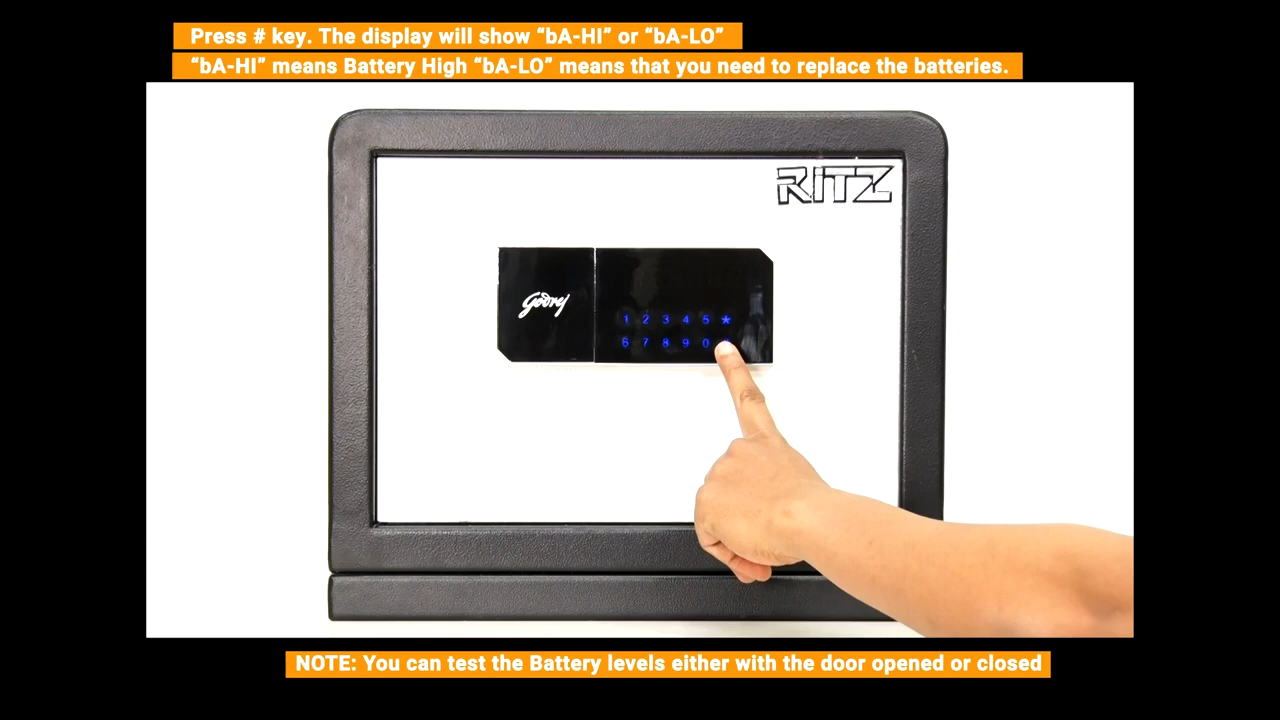 Press # key. The display will show “bA-HI” or “bA-LO”
“bA-HI” means Battery High “bA-LO” means that you need to replace the batteries.
RITZ
Godrej
1 2 3 4 5 *
6 7 8 9 0
NOTE: You can test the Battery levels either with the door opened or closed